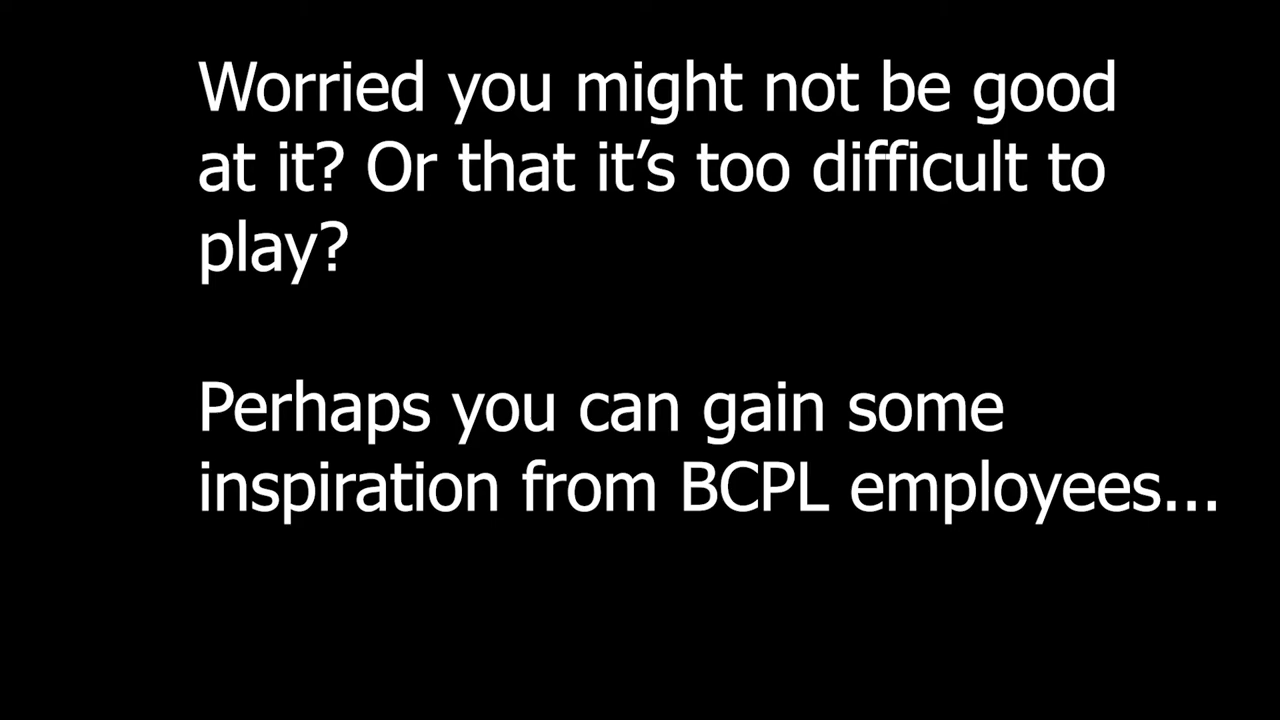 Worried you might not be good
at it? Or that it’s too difficult to
play?
Perhaps you can gain some
inspiration from BCPL employees...